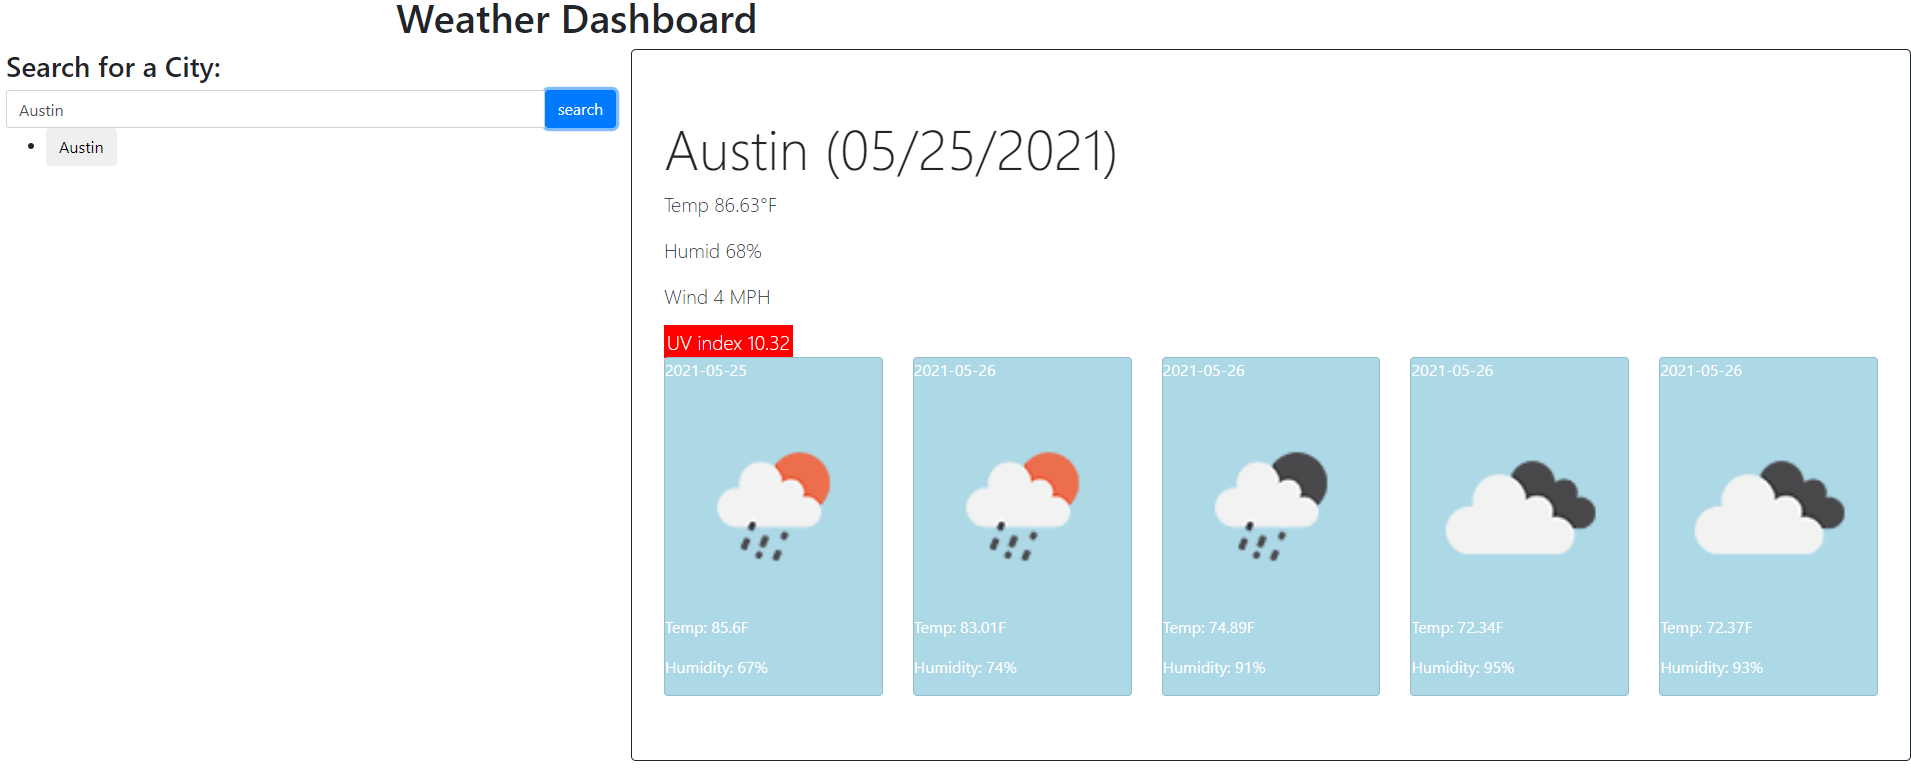 Weather Dashboard
Search for a City:
Austin
search
Austin
Austin (05/25/2021)
Temp 86.63°F
Humid 68%
Wind 4 MPH
UV index 10.32
2021-05-25
Temp: 85.6F
Humidity: 67%
2021-05-26
Temp: 83.01F
Humidity: 74%
2021-05-26
Temp: 74.89F
Humidity: 91%
2021-05-26
Temp: 72.34F
Humidity: 95%
2021-05-26
Temp: 72.37F
Humidity: 93%